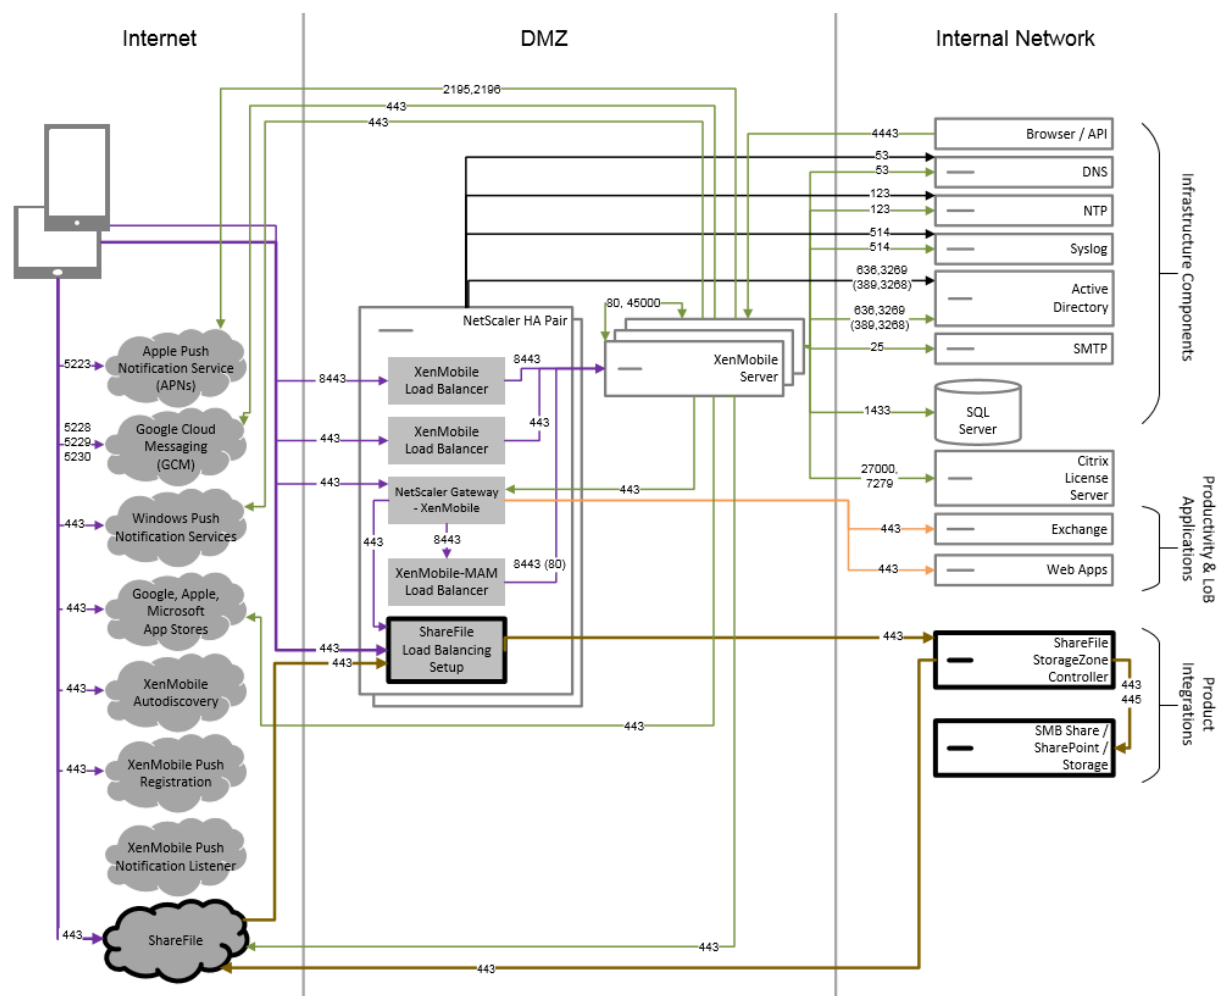 Internet
DMZ
Internal Network
2195,2196
443
443
4443
Browser / API
53
53
DNS
123
123
NTP
514
514
Syslog
636,3269
(389,3268)
636,3269
(389,3268)
Active
Directory
25
SMTP
1433
SQL
Server
27000,
7279
Citrix
License
Server
Infrastructure Components
443
Exchange
443
Web Apps
Productivity & LoB
Applications
443
ShareFile
StorageZone
Controller
443
445
SMB Share /
SharePoint /
Storage
Product
Integrations
NetScaler HA Pair
80, 45000
XenMobile
Server
8443
XenMobile
Load Balancer
8443
443
XenMobile
Load Balancer
443
443
NetScaler Gateway
- XenMobile
443
443
8443
XenMobile-MAM
Load Balancer
8443 (80)
443
443
ShareFile
Load Balancing
Setup
443
443
443
5223
Apple Push
Notification Service
(APNs)
5228
5229
5230
Google Cloud
Messaging
(GCM)
443
Windows Push
Notification Services
443
Google, Apple,
Microsoft
App Stores
443
XenMobile
Autodiscovery
443
XenMobile Push
Registration
XenMobile Push
Notification Listener
443
ShareFile